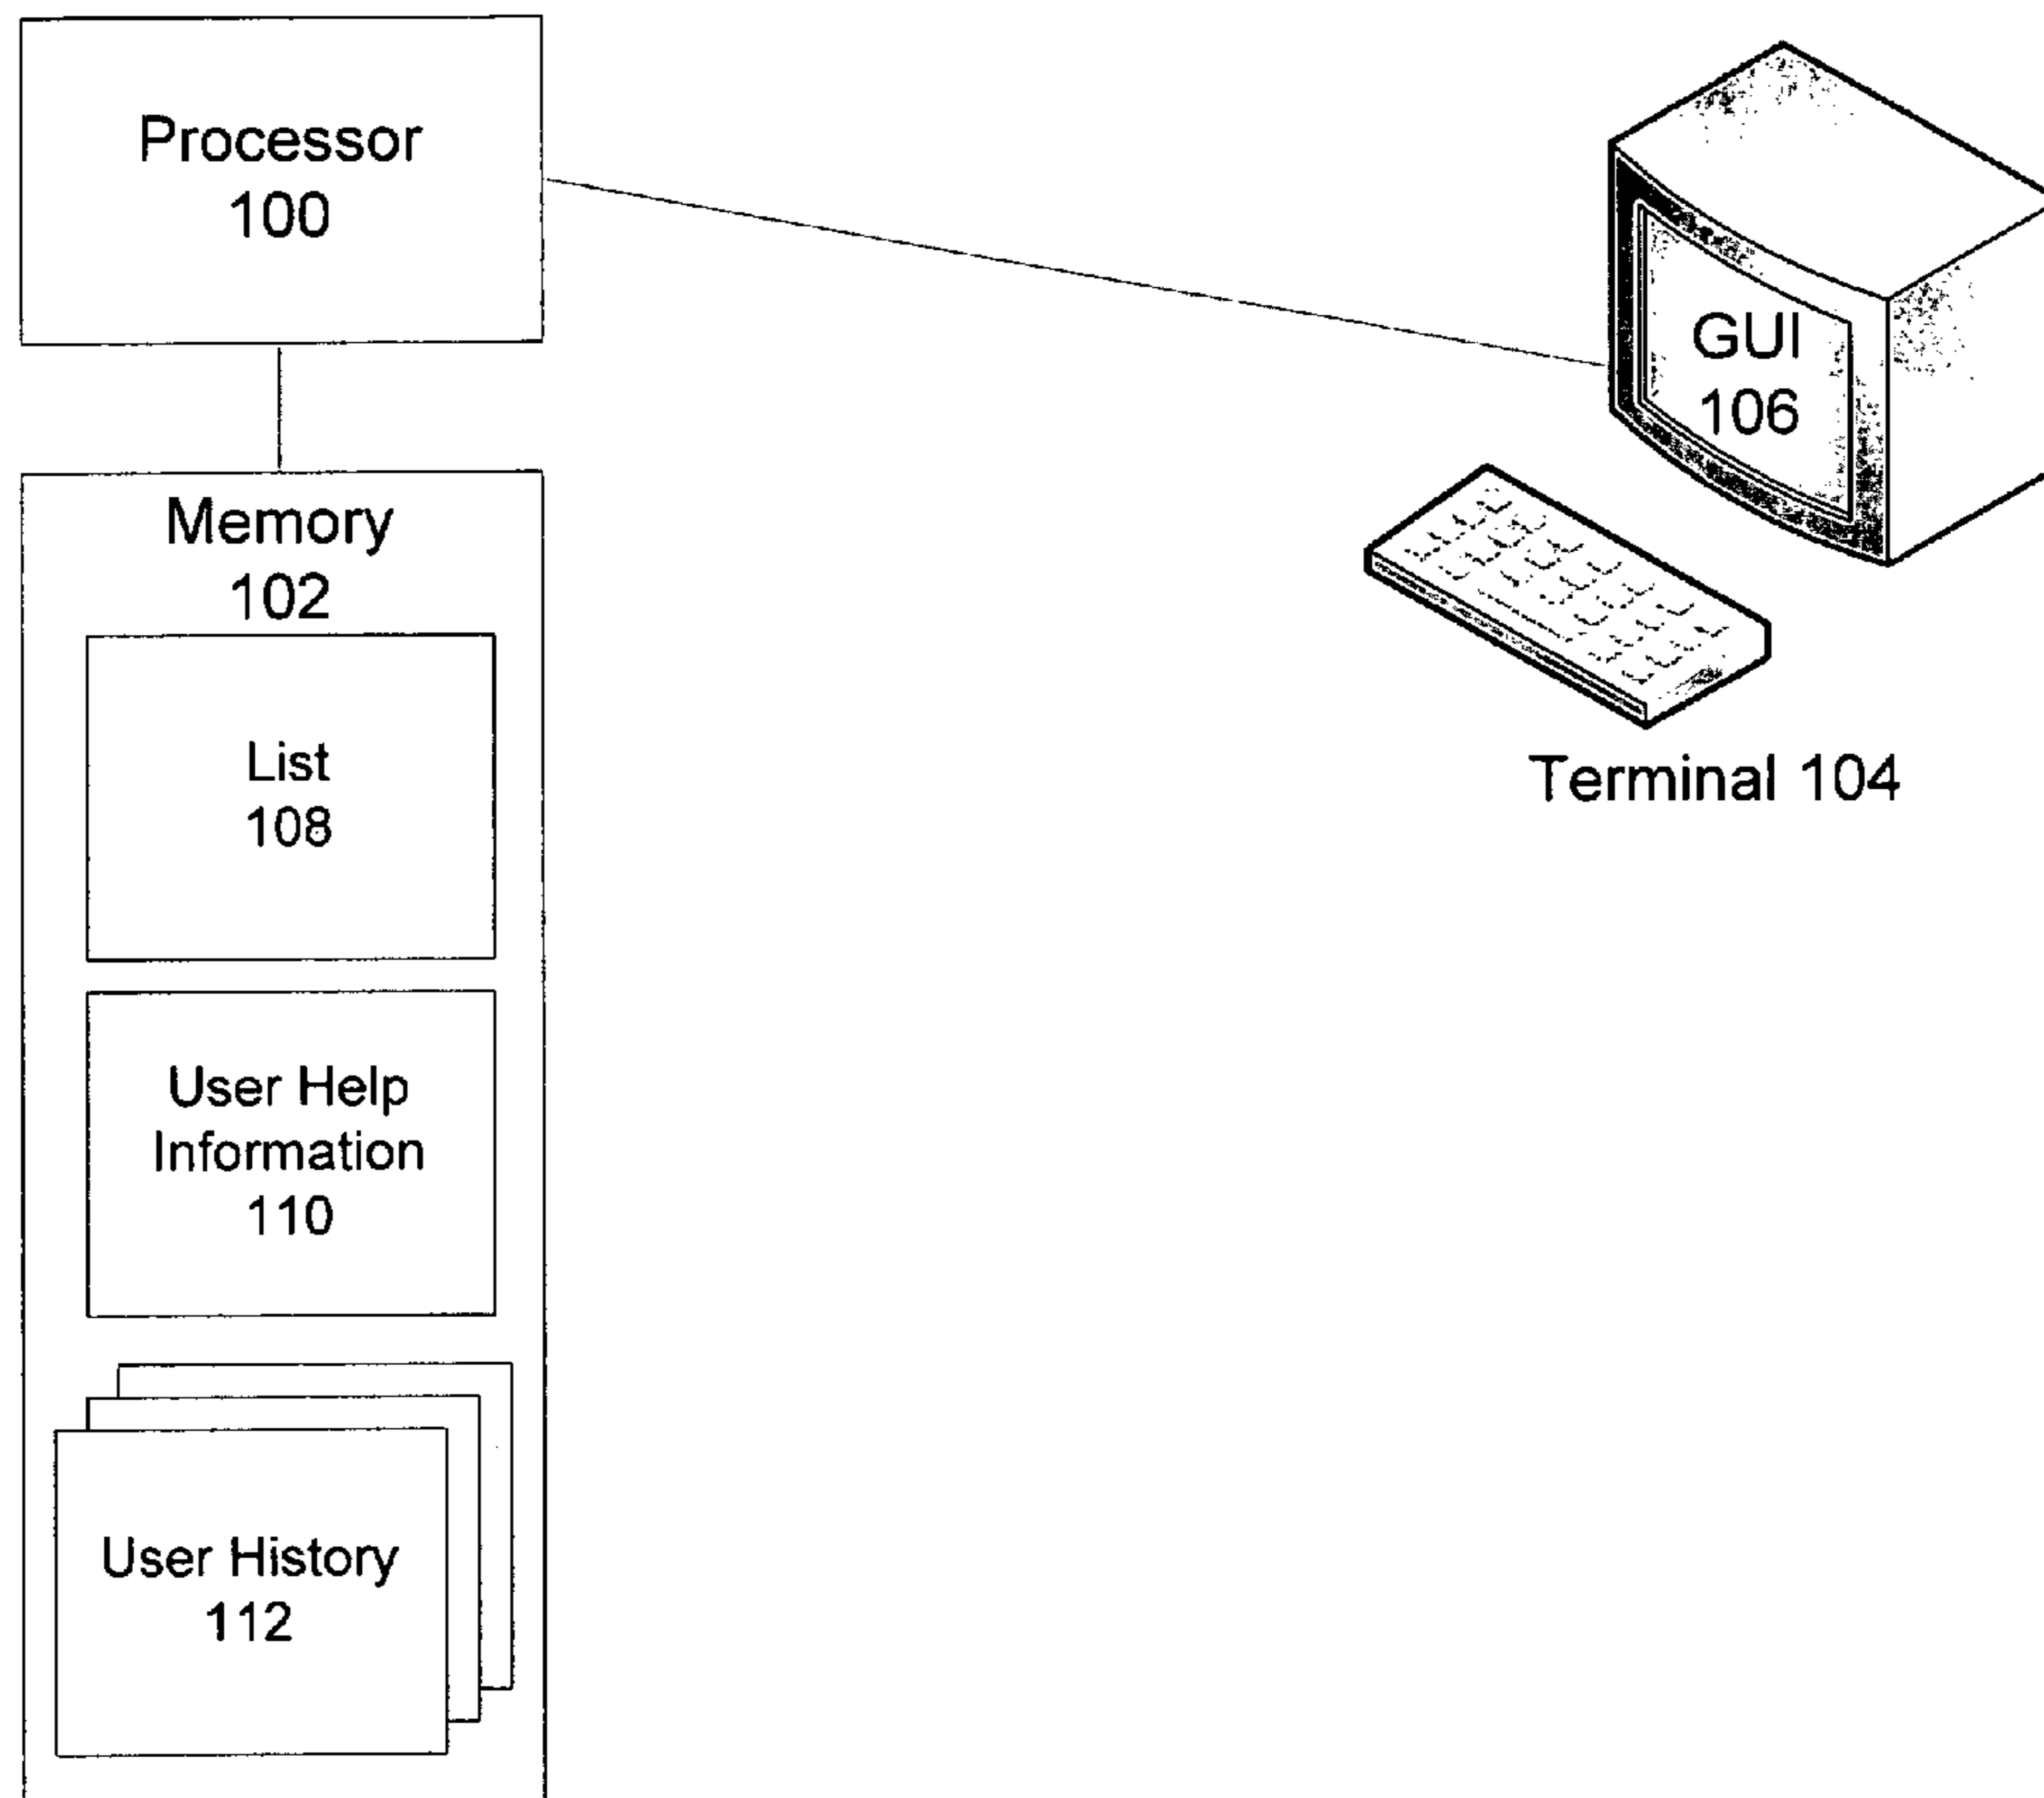 Processor
100
GUI
106
Terminal 104
Memory
102
List
108
User Help
Information
110
User History
112